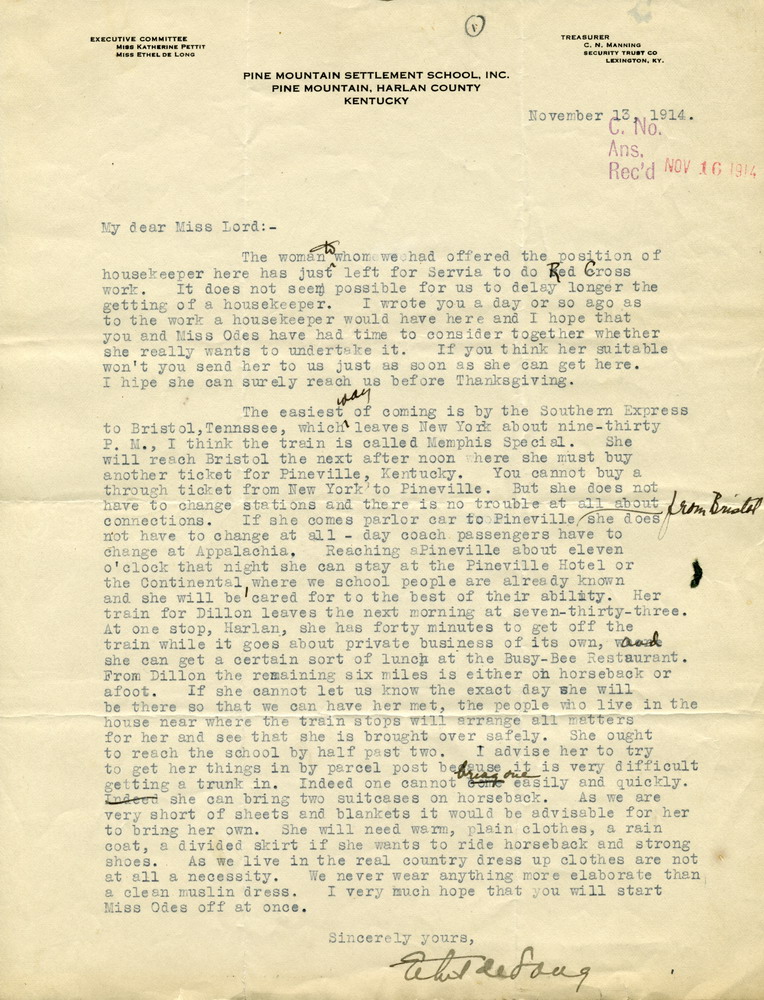 EXECUTIVE COMMITTEE
MISS KATHERINE PETTIT
MISS ETHEL DE LONG
TREASURER
C. N. MANNING
SECURITY TRUST CO
LEXINGTON, KY.
PINE MOUNTAIN SETTLEMENT SCHOOL, INC.
PINE MOUNTAIN, HARLAN COUNTY
KENTUCKY
November 13, 1914.
C. No.
Ans.
Rec'd NOV 16 1914
My dear Miss Lord:-
The woman to whom we had offered the position of
housekeeper here has just left for Servia to do Red Cross
work. It does not seem possible for us to delay longer the
getting of a housekeeper. I wrote you a day or so ago as
to the work a housekeeper would have here and I hope that
you and Miss Odes have had time to consider together whether
she really wants to undertake it. If you think her suitable
won't you send her to us just as soon as she can get here.
I hipe she can surely reach us before Thanksgiving.
The easiest way of coming is by the Southern Express
to Bristol,Tennssee, which leaves New York about nine-thirty
P. M., I think the train is called Memphis Special. She
will reach Bristol the next after noon where she must buy
another ticket for Pineville, Kentucky. You cannot buy a
through ticket from New York to Pineville. But she does not
have to change stations and there is no trouble at all about
connections. If she comes parlor car to Pineville from Bristol she does
not have to change at all - day coach passengers have to
change at Appalachia. Reaching aPineville about eleven
o'clock that night she can stay at the Pineville Hotel or
the Continental, where we school people are already known
and she will be cared for to the best of their ability. Her
train for Dillon leaves the next morning at seven-thirty-three.
At one stop, Harlan, she has forty minutes to get off the
train while it goes about private business of its own, and
she can get a certain sort of lunch at the Busy-Bee Restaurant.
From Dillon the remaining six miles is either on horseback or
afoot. If she cannot let us know the exact day she will
be there so that we can have her met, the people who live in the
house near where the train stops will arrange all matters
for her and see that she is brought over safely. She ought
to reach the school by half past two. I advise her to try
to get her things in by parcel post because it is very difficult
getting a trunk in. Indeed one cannot bring one easily and quickly.
Indeed she can bring two suitcases on horseback. As we are
very short of sheets and blankets it would be advisable for her
to bring her own. She will need warm, plain clothes, a rain
coat, a divided skirt if she wants to ride horseback and strong
shoes. As we live in the real country dress up clothes are not
at all a necessity. We never wear anything more elaborate than
a clean muslin dress. I very much hope that you will start
Miss Odes off at once.
Sincerely yours,
Ethel de Long